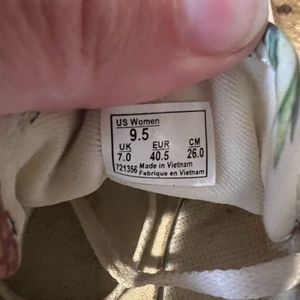 US Women
9.5
UK EUR CM
7.0 40.5 26.0
721356 Made in Vietnam
Fabrique en Vietnam